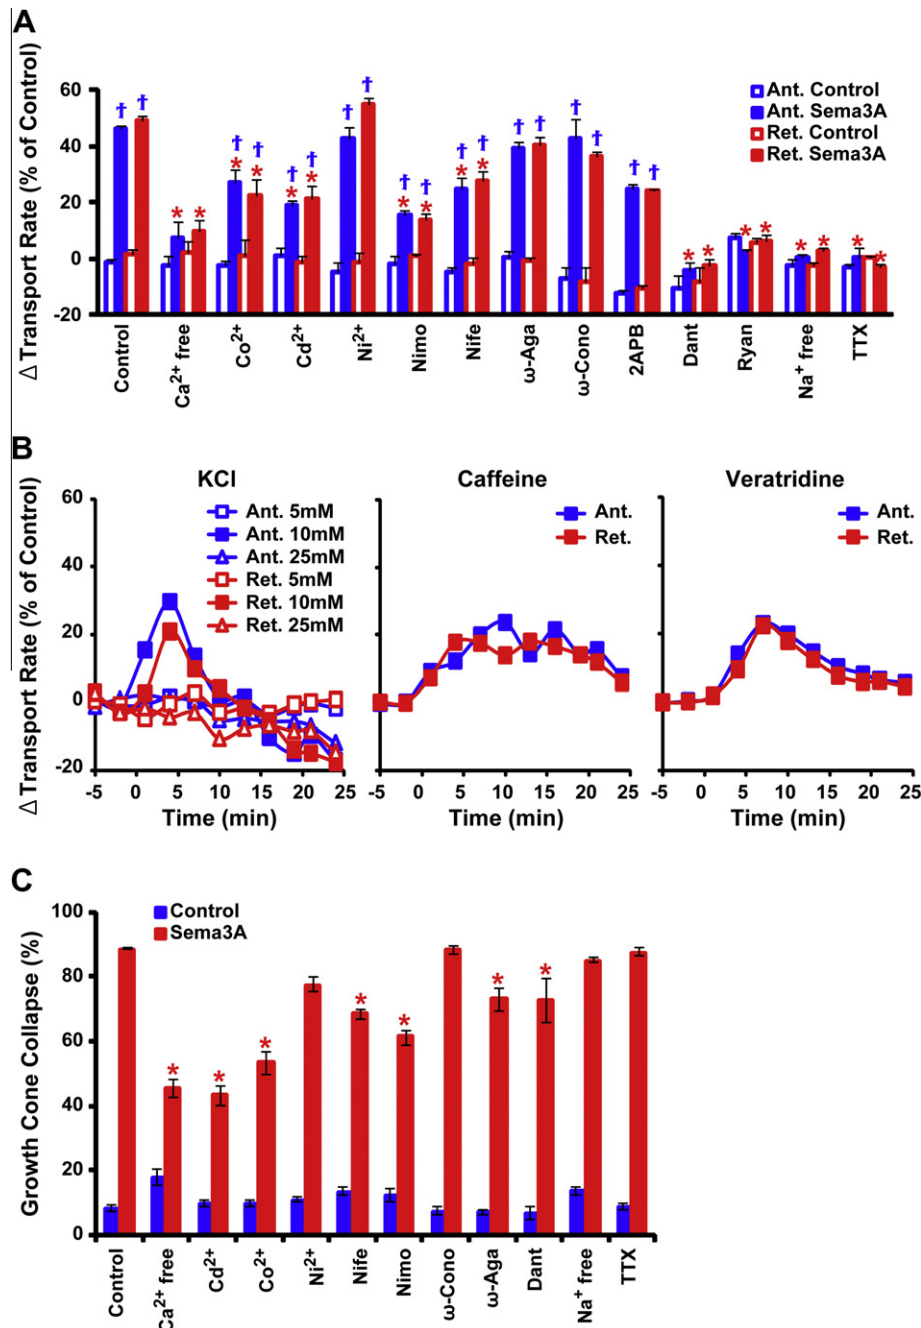 A
Δ Transport Rate (% of Control)
60
40
20
0
-20
Ant. Control
Ant. Sema3A
Ret. Control
Ret. Sema3A
† † * * † * † * † * † * † † * † * † * † * † † † † † † * * * * * * * *
Control
Ca²⁺ free
Co²⁺
Cd²⁺
Ni²⁺
Nimo
Nife
ω-Aga
ω-Cono
2APB
Dant
Ryan
Na⁺ free
TTX
B
Δ Transport Rate (% of Control)
KCl
60
40
20
0
-20
Ant. 5mM
Ant. 10mM
Ant. 25mM
Ret. 5mM
Ret. 10mM
Ret. 25mM
-5 0 5 10 15 20 25
Time (min)
Caffeine
Ant.
Ret.
-5 0 5 10 15 20 25
Time (min)
Veratridine
Ant.
Ret.
-5 0 5 10 15 20 25
Time (min)
C
Growth Cone Collapse (%)
100
80
60
40
20
0
Control
Sema3A
* * * * * * *
Control
Ca²⁺ free
Cd²⁺
Co²⁺
Ni²⁺
Nife
Nimo
ω-Cono
ω-Aga
Dant
Na⁺ free
TTX